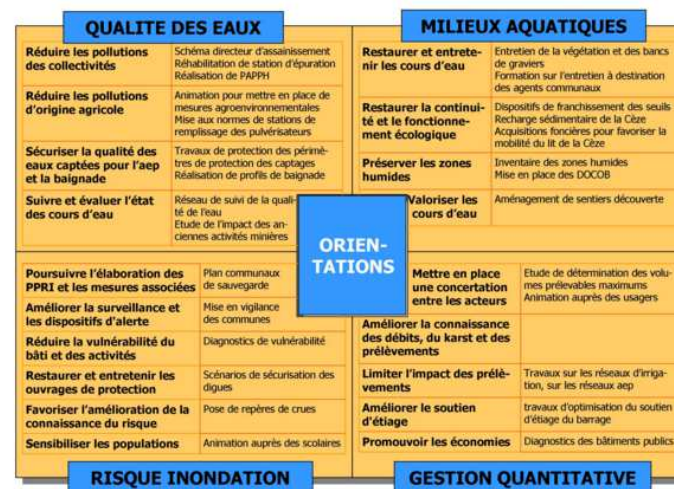 QUALITE DES EAUX
Réduire les pollutions
des collectivités
Schéma directeur d'assainissement
Réhabilitation de station d'épuration
Réalisation de PAPPH
Réduire les pollutions
d'origine agricole
Animation pour mettre en place de
mesures agroenvironnementales
Mise aux normes de stations de
remplissage des pulvérisateurs
Sécuriser la qualité des
eaux captées pour l'aep
et la baignade
Travaux de protection des périmè-
tres de protection des captages
Réalisation de profils de baignade
Suivre et évaluer l'état
des cours d'eau
Réseau de suivi de la quali-
té de l'eau
Etude de l'impact des an-
ciennes activités minières
MILIEUX AQUATIQUES
Restaurer et entrete-
nir les cours d'eau
Entretien de la végétation et des bancs
de graviers
Formation sur l'entretien à destination
des agents communaux
Restaurer la continui-
té et le fonctionne-
ment écologique
Dispositifs de franchissement des seuils
Recharge sédimentaire de la Cèze
Acquisitions foncières pour favoriser la
mobilité du lit de la Cèze
Préserver les zones
humides
Inventaire des zones humides
Mise en place des DOCOB
Valoriser les
cours d'eau
Aménagement de sentiers découverte
ORIEN-
TATIONS
Poursuivre l'élaboration des
PPRI et les mesures associées
Plan communaux
de sauvegarde
Améliorer la surveillance et
les dispositifs d'alerte
Mise en vigilance
des communes
Réduire la vulnérabilité du
bâti et des activités
Diagnostics de vulnérabilité
Restaurer et entretenir les
ouvrages de protection
Scénarios de sécurisation des
digues
Favoriser l'amélioration de la
connaissance du risque
Pose de repères de crues
Sensibiliser les populations
Animation auprès des scolaires
RISQUE INONDATION
Mettre en place
une concertation
entre les acteurs
Etude de détermination des volu-
mes prélevables maximums
Animation auprès des usagers
Améliorer la connaissance
des débits, du karst et des
prélèvements
Limiter l'impact des prélè-
vements
Travaux sur les réseaux d'irriga-
tion, sur les réseaux aep
Améliorer le soutien
d'étiage
travaux d'optimisation du soutien
d'étiage du barrage
Promouvoir les économies
Diagnostics des bâtiments publics
GESTION QUANTITATIVE